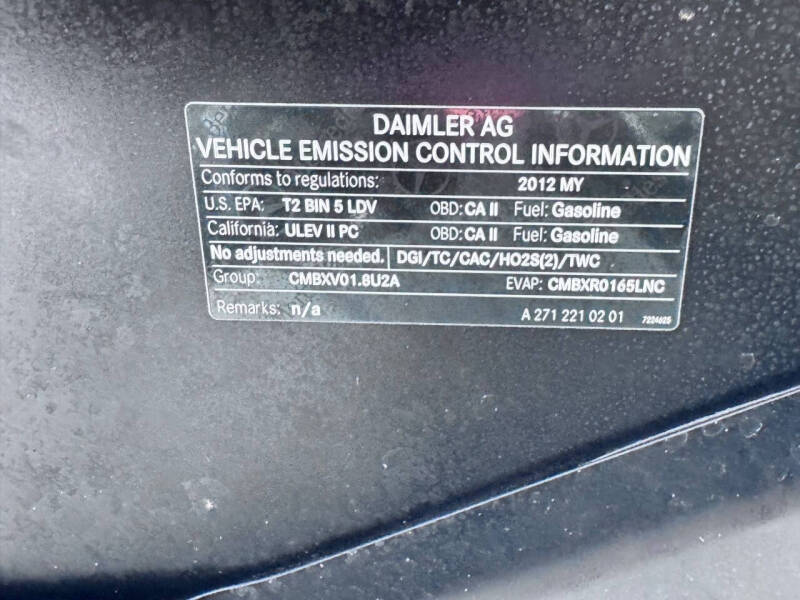 DAIMLER AG
VEHICLE EMISSION CONTROL INFORMATION
Conforms to regulations: 2012 MY
U.S. EPA: T2 BIN 5 LDV OBD: CA II Fuel: Gasoline
California: ULEV II PC OBD: CA II Fuel: Gasoline
No adjustments needed. DGI/TC/CAC/HO2S(2)/TWC
Group: CMBXV01.8U2A EVAP: CMBXR0165LNC
Remarks: n/a A 271 221 02 01 7224625